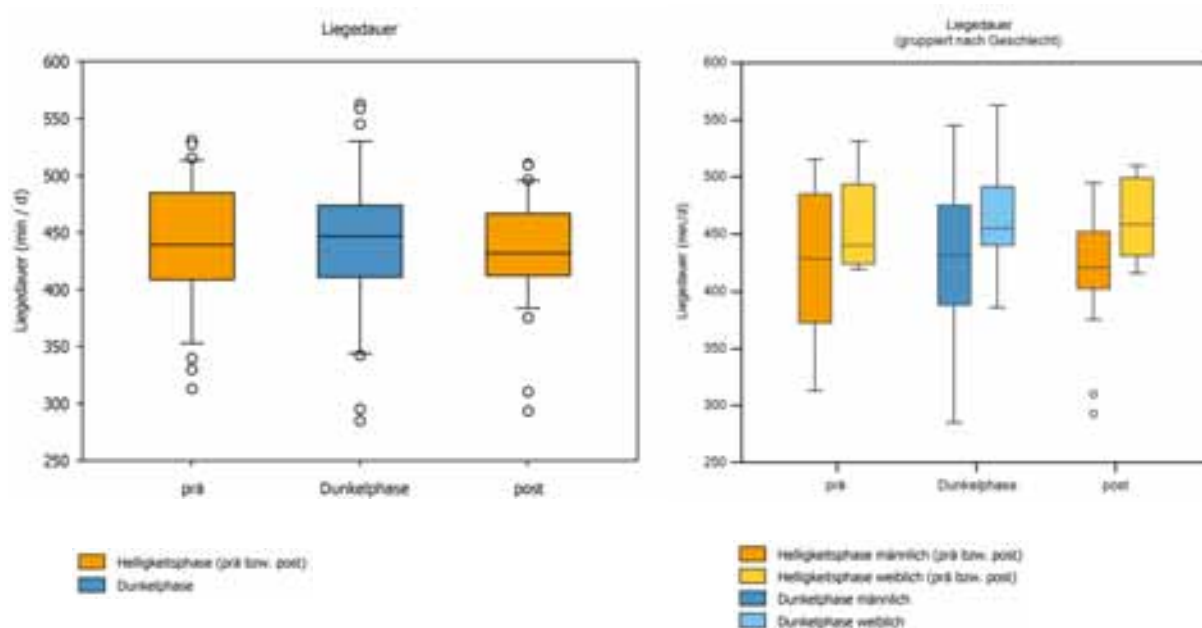 Liegedauer
600
550
500
450
400
350
300
250
Liegedauer (min / d)
prä Dunkelphase post
Helligkeitsphase (prä bzw. post)
Dunkelphase
Liegedauer
(gruppiert nach Geschlecht)
600
550
500
450
400
350
300
250
Liegedauer (min/d)
prä Dunkelphase post
Helligkeitsphase männlich (prä bzw. post)
Helligkeitsphase weiblich (prä bzw. post)
Dunkelphase männlich
Dunkelphase weiblich